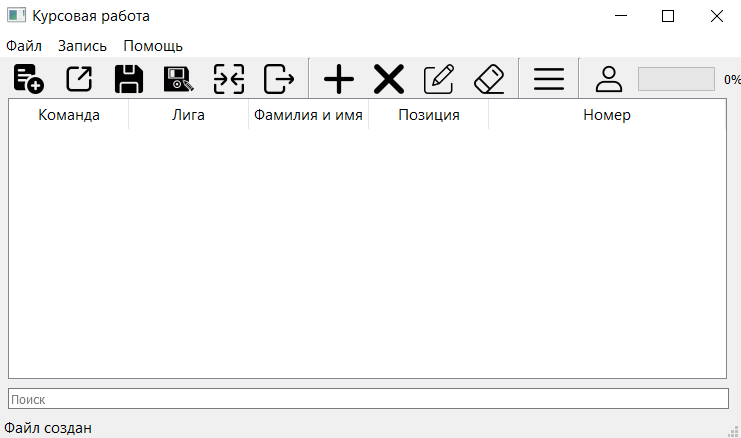 Курсовая работа
Файл Запись Помощь
0%
Команда Лига Фамилия и имя Позиция Номер
Поиск
Файл создан